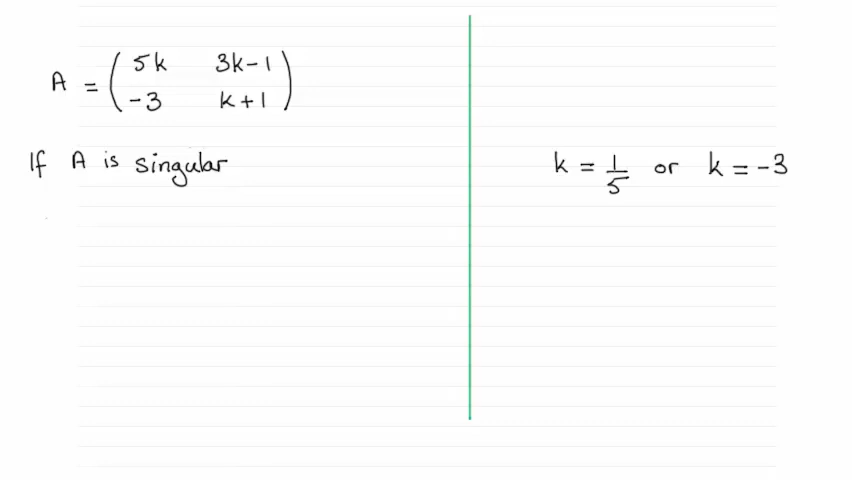 A = ( 5k 3k-1
-3 k+1 )
If A is singular
k = 1/5 or k = -3